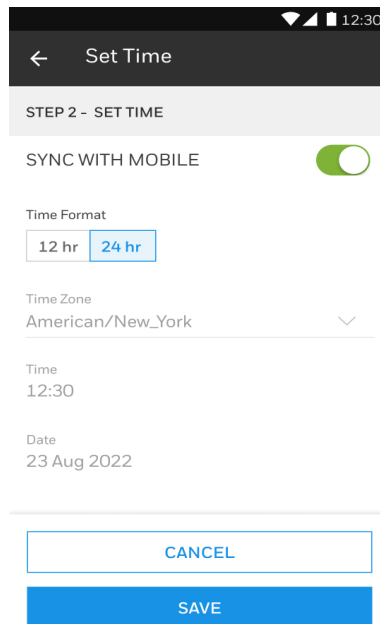 12:30
Set Time
STEP 2 - SET TIME
SYNC WITH MOBILE
Time Format
12 hr 24 hr
Time Zone
American/New_York
Time
12:30
Date
23 Aug 2022
CANCEL
SAVE